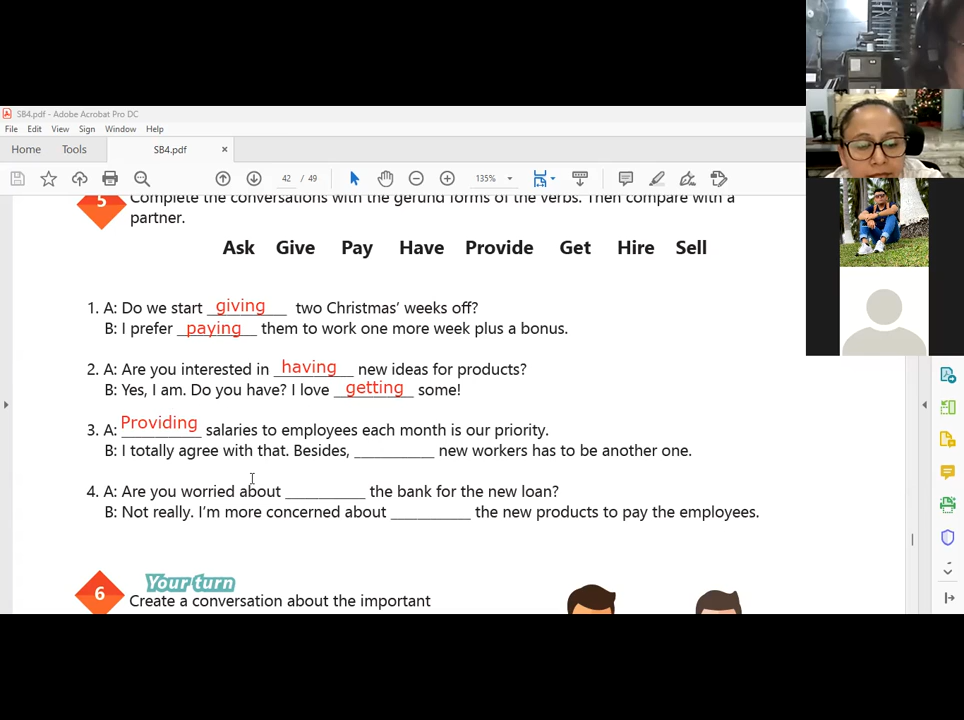 SB4.pdf - Adobe Acrobat Pro DC
File Edit View Sign Window Help
Home Tools SB4.pdf ×
42 / 49 135%
5 Complete the conversations with the gerund forms of the verbs. Then compare with a
partner.
Ask Give Pay Have Provide Get Hire Sell
1. A: Do we start giving two Christmas' weeks off?
B: I prefer paying them to work one more week plus a bonus.
2. A: Are you interested in having new ideas for products?
B: Yes, I am. Do you have? I love getting some!
3. A: Providing salaries to employees each month is our priority.
B: I totally agree with that. Besides, __________ new workers has to be another one.
4. A: Are you worried about __________ the bank for the new loan?
B: Not really. I'm more concerned about __________ the new products to pay the employees.
6 Your turn
Create a conversation about the important